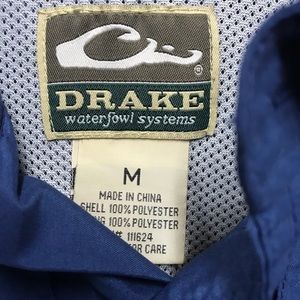 DRAKE
waterfowl systems
M
MADE IN CHINA
SHELL 100% POLYESTER
100% POLYESTER
111624
CARE